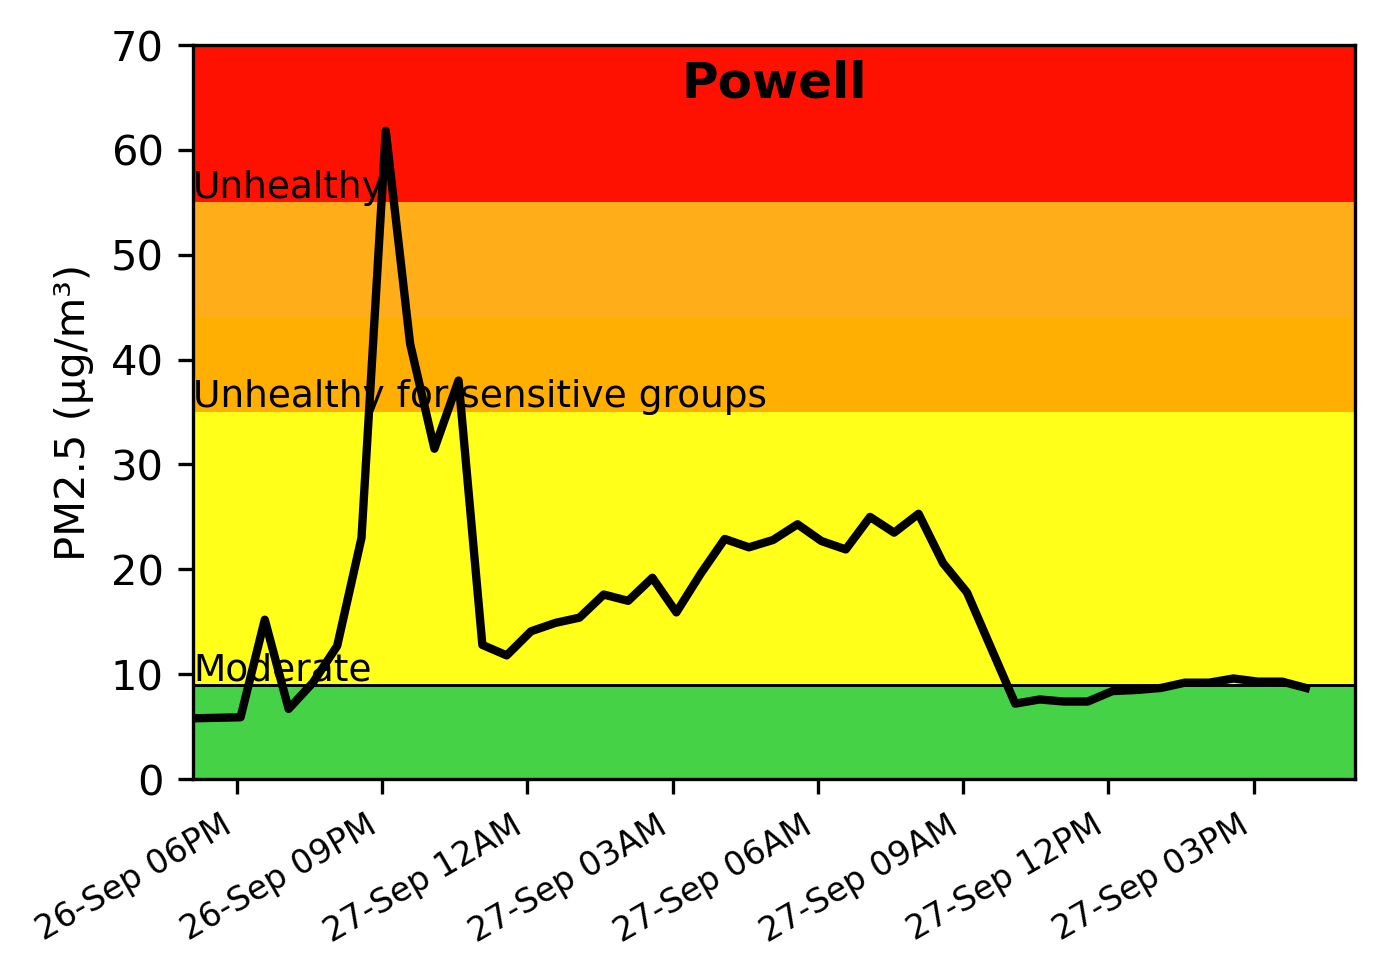 Powell
70
60
50
40
30
20
10
0
PM2.5 (µg/m³)
Unhealthy
Unhealthy for sensitive groups
Moderate
26-Sep 06PM
26-Sep 09PM
27-Sep 12AM
27-Sep 03AM
27-Sep 06AM
27-Sep 09AM
27-Sep 12PM
27-Sep 03PM